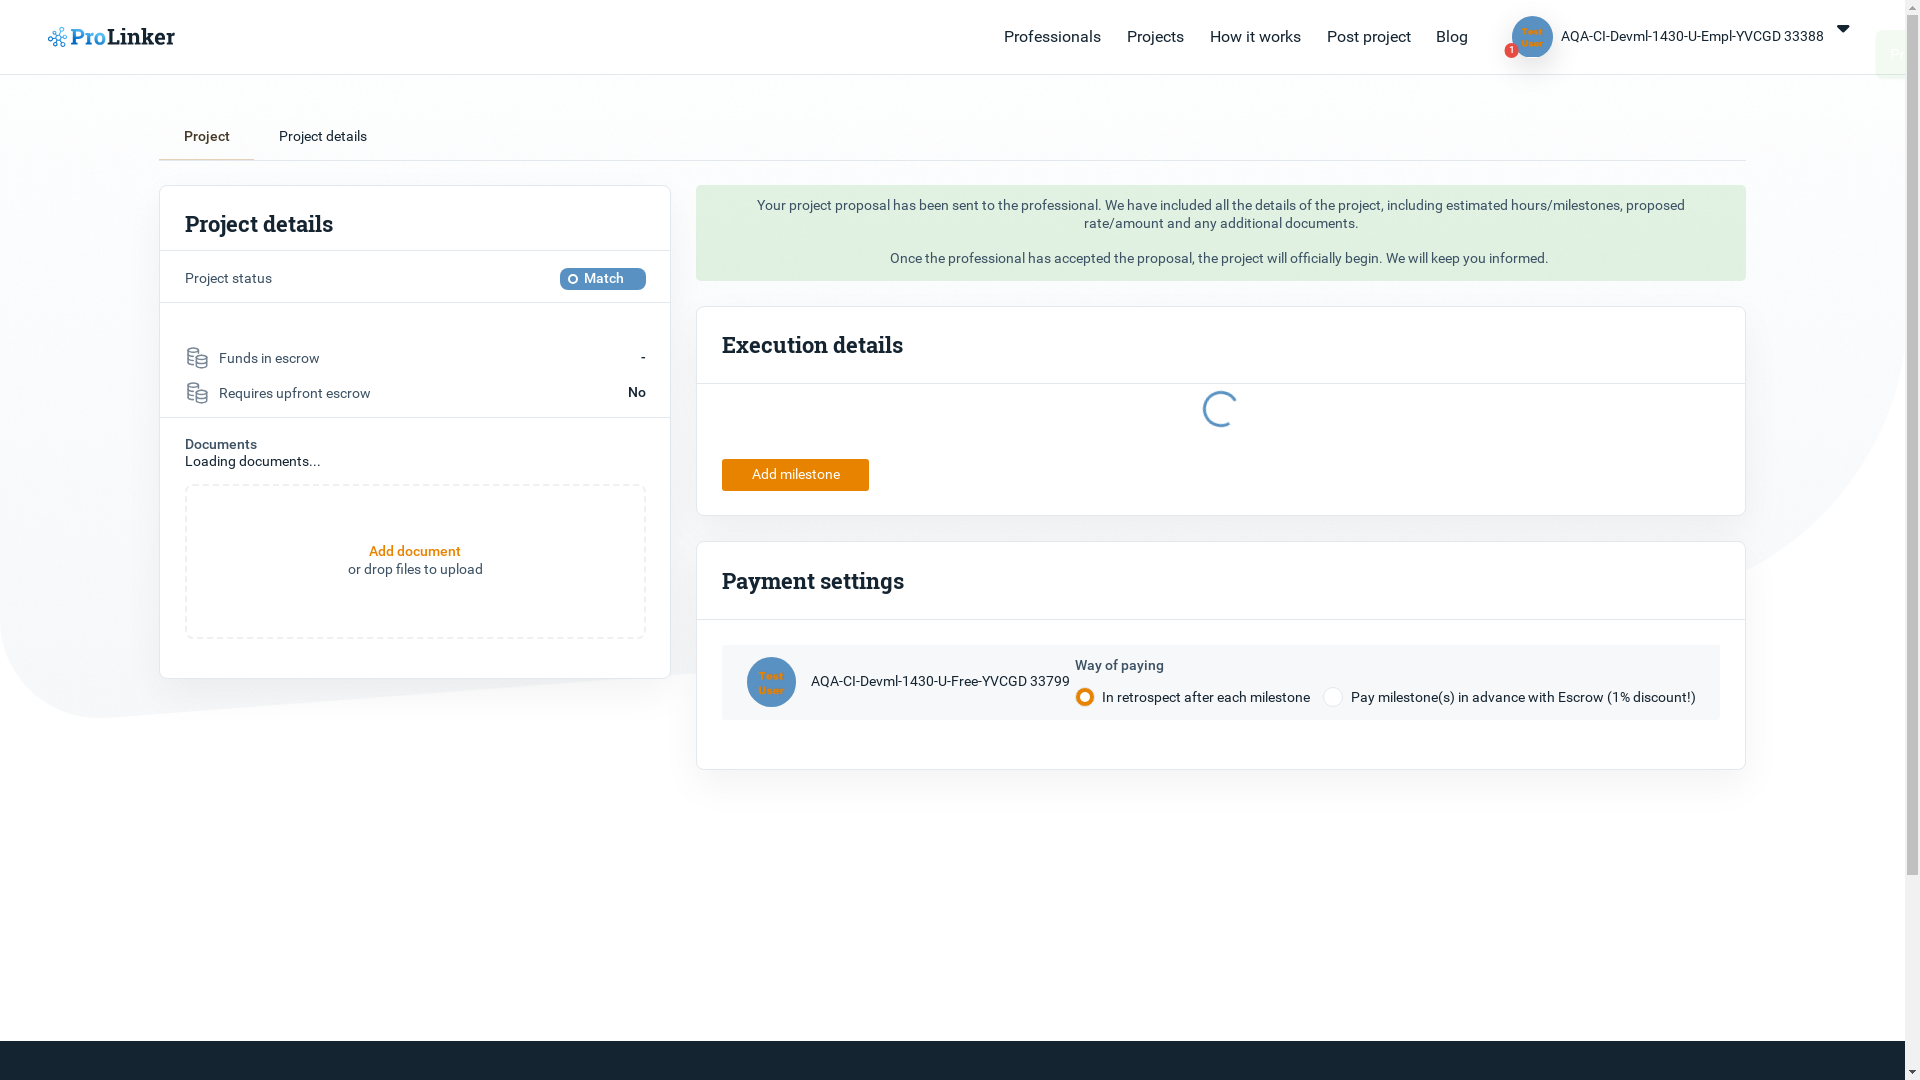 ProLinker
Professionals
Projects
How it works
Post project
Blog
Test
User
1
AQA-CI-Devml-1430-U-Empl-YVCGD 33388
Project
Project details
Project details
Project status
Match
Funds in escrow
-
Requires upfront escrow
No
Documents
Loading documents...
Add document
or drop files to upload
Your project proposal has been sent to the professional. We have included all the details of the project, including estimated hours/milestones, proposed
rate/amount and any additional documents.
Once the professional has accepted the proposal, the project will officially begin. We will keep you informed.
Execution details
Add milestone
Payment settings
Test
User
AQA-CI-Devml-1430-U-Free-YVCGD 33799
Way of paying
In retrospect after each milestone
Pay milestone(s) in advance with Escrow (1% discount!)